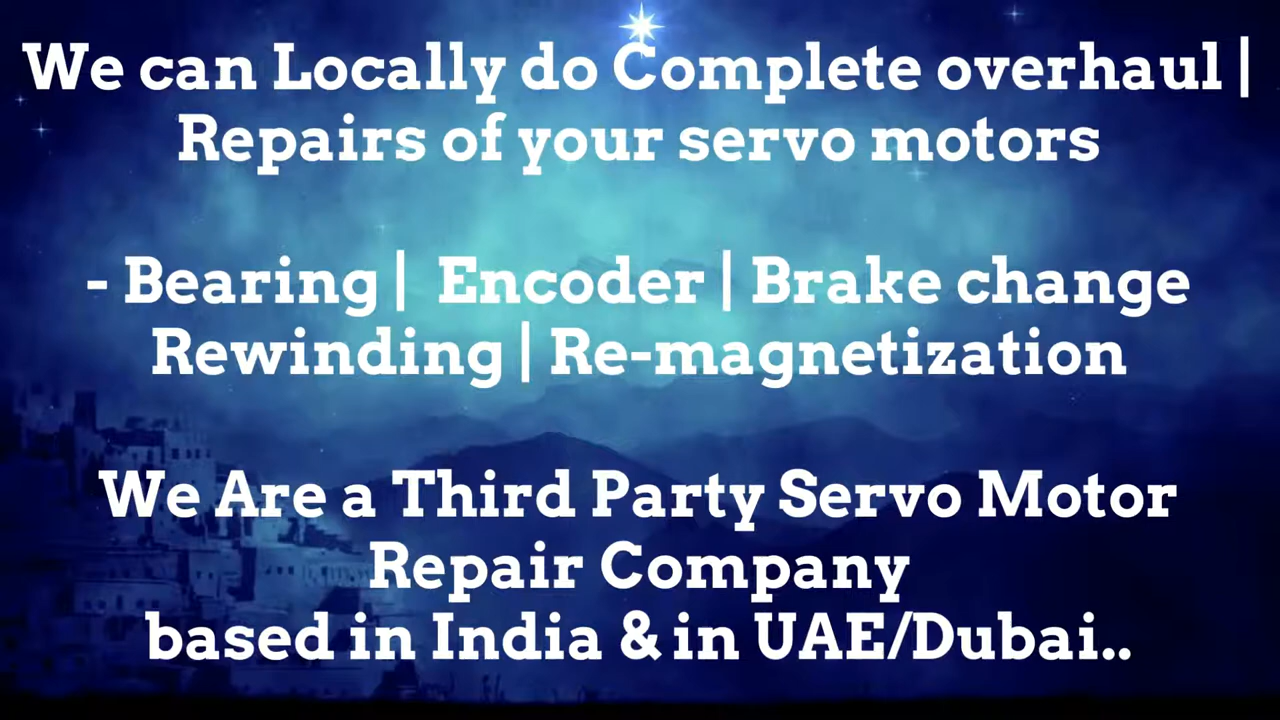 We can Locally do Complete overhaul |
Repairs of your servo motors
- Bearing | Encoder | Brake change
Rewinding | Re-magnetization
We Are a Third Party Servo Motor
Repair Company
based in India & in UAE/Dubai..